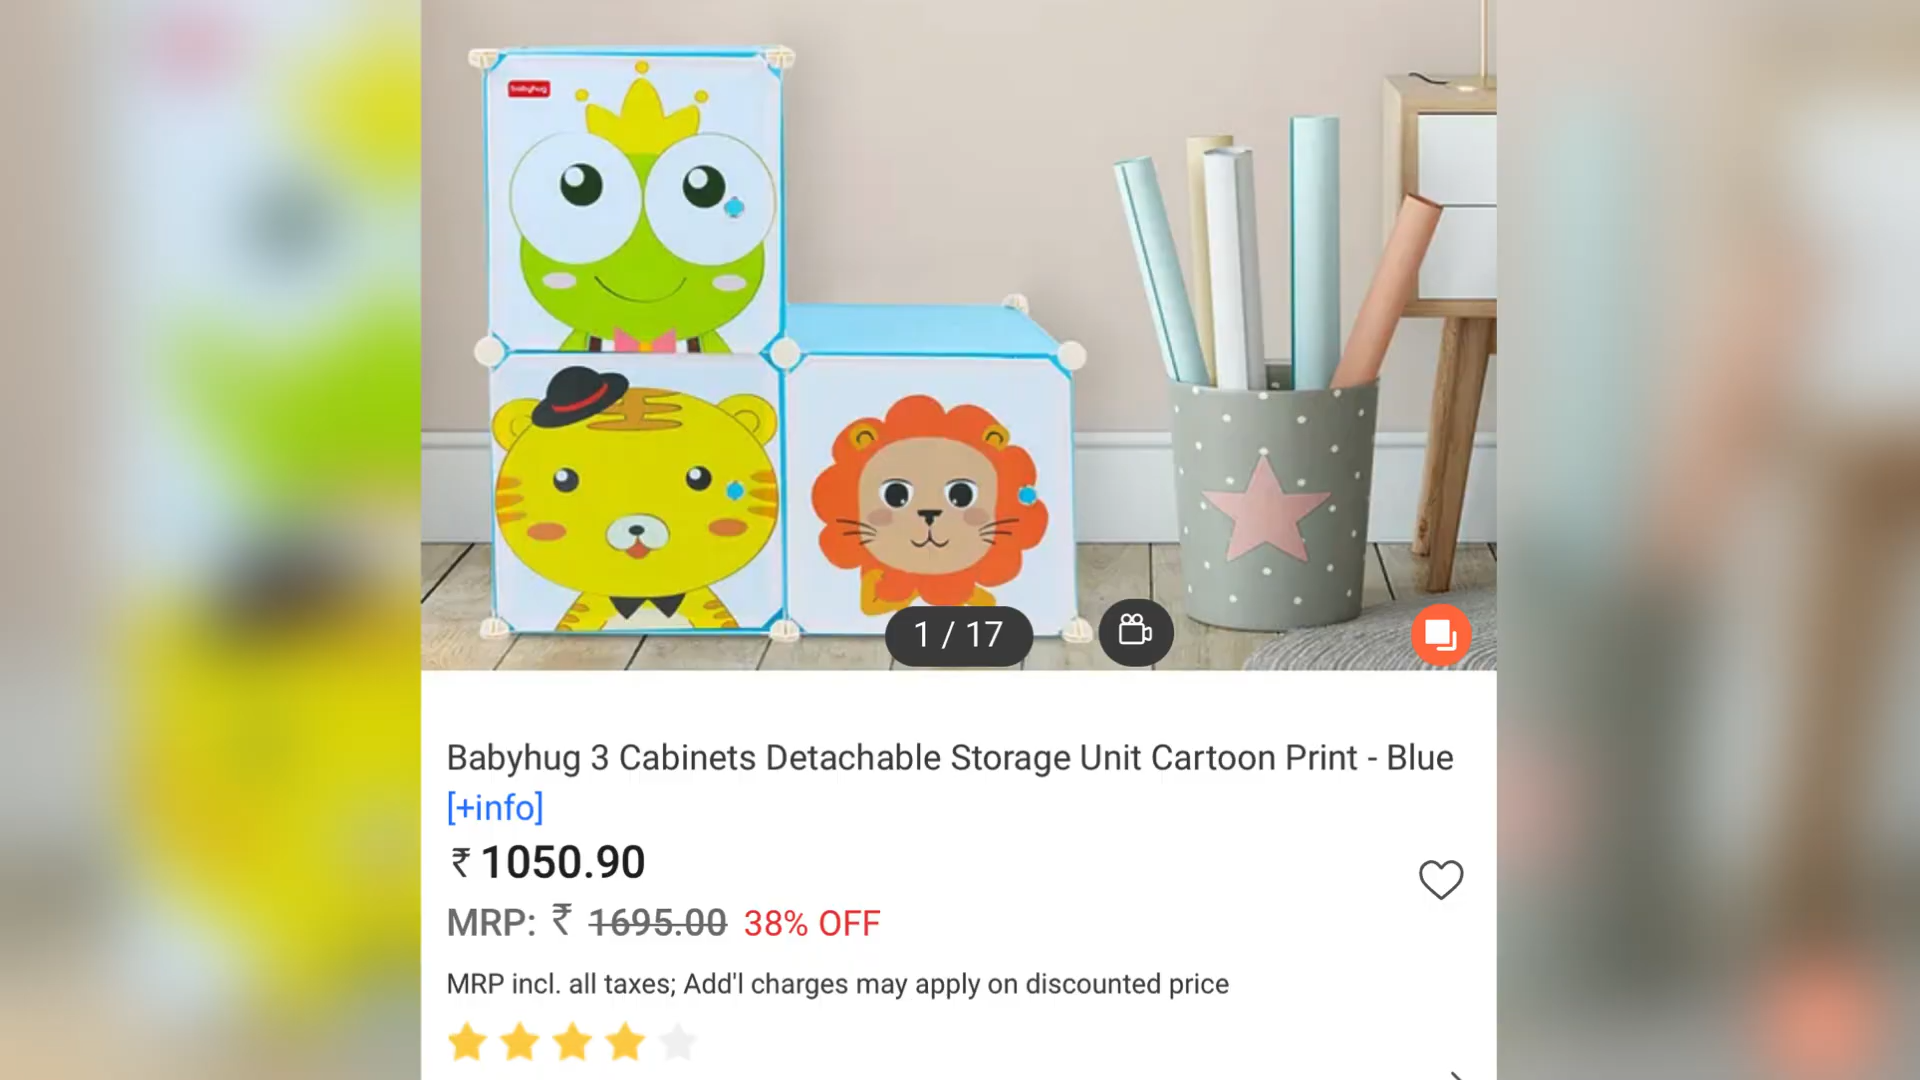 babyhug
1 / 17
Babyhug 3 Cabinets Detachable Storage Unit Cartoon Print - Blue
[+info]
₹ 1050.90
MRP: ₹ 1695.00 38% OFF
MRP incl. all taxes; Add'l charges may apply on discounted price